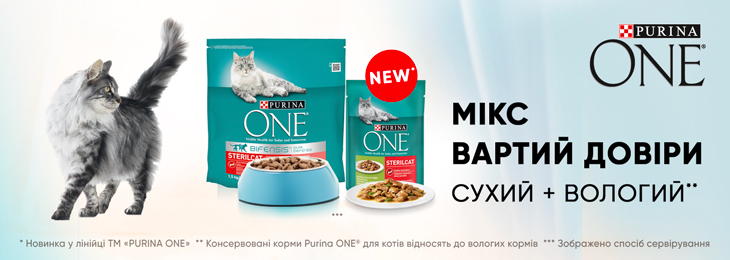 PURINA
ONE®
МІКС
ВАРТИЙ ДОВІРИ
СУХИЙ + ВОЛОГИЙ**
NEW*
PURINA
ONE
BIFENSIS
STERILCAT
PURINA
ONE
STERILCAT
***
* Новинка у лінійці ТМ «PURINA ONE» ** Консервовані корми Purina ONE® для котів відносять до вологих кормів *** Зображено спосіб сервірування